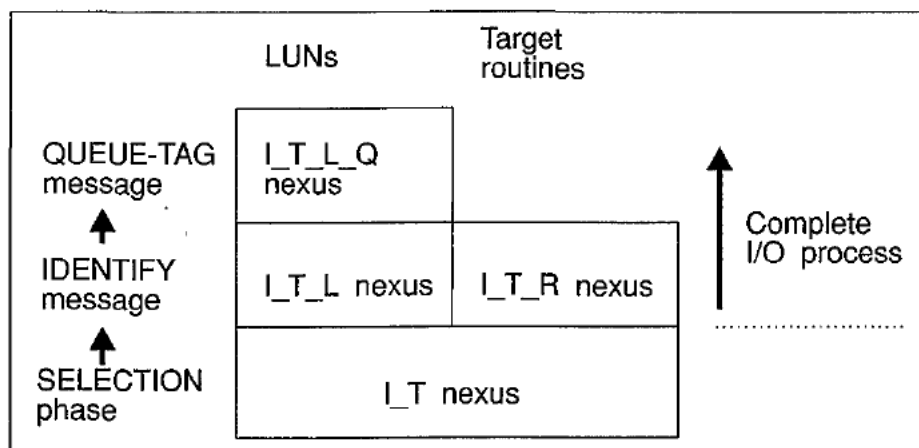 LUNs
Target
routines
QUEUE-TAG
message
I_T_L_Q
nexus
Complete
I/O process
IDENTIFY
message
I_T_L nexus
I_T_R nexus
SELECTION
phase
I_T nexus